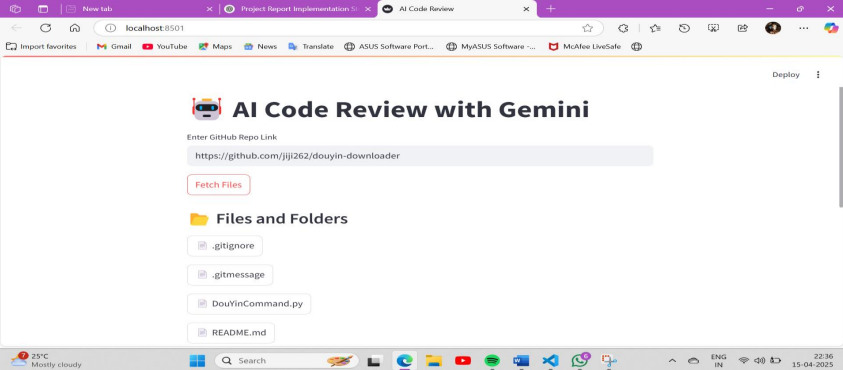 New tab
Project Report Implementation Sc
AI Code Review
localhost:8501
Import favorites
Gmail
YouTube
Maps
News
Translate
ASUS Software Port...
MyASUS Software -...
McAfee LiveSafe
Deploy
AI Code Review with Gemini
Enter GitHub Repo Link
https://github.com/jiji262/douyin-downloader
Fetch Files
Files and Folders
.gitignore
.gitmessage
DouYinCommand.py
README.md
7
25°C
Mostly cloudy
Search
ENG
IN
22:36
15-04-2025